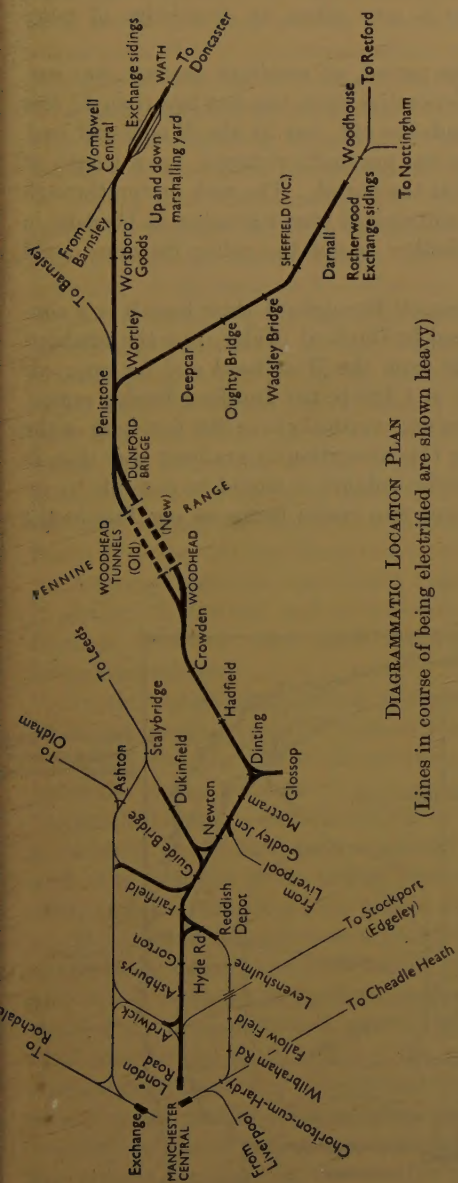 To
Rochdale
Exchange
MANCHESTER
CENTRAL
London
Road
Ardwick
Ashburys
Gorton
Fairfield
Guide Bridge
Hyde Rd
Reddish
Depot
Levenshulme
Fallow Field
Wilbraham Rd
Chorlton-cum-Hardy
From
Liverpool
To Cheadle Heath
To Stockport
(Edgeley)
To
Oldham
Ashton
Stalybridge
To Leeds
Dukinfield
Newton
Godley Jcn
From
Liverpool
Mottram
Dinting
Glossop
Hadfield
Crowden
WOODHEAD
PENNINE
RANGE
WOODHEAD
TUNNELS
(Old)
(New)
DUNFORD
BRIDGE
Penistone
To Barnsley
From
Barnsley
Worsboro'
Goods
Wombwell
Central
Exchange sidings
WATH
To
Doncaster
Up and down
marshalling yard
Wortley
Deepcar
Oughty Bridge
Wadsley Bridge
SHEFFIELD (VIC.)
Darnall
Rotherwood
Exchange sidings
Woodhouse
To Retford
To Nottingham
DIAGRAMMATIC LOCATION PLAN
(Lines in course of being electrified are shown heavy)